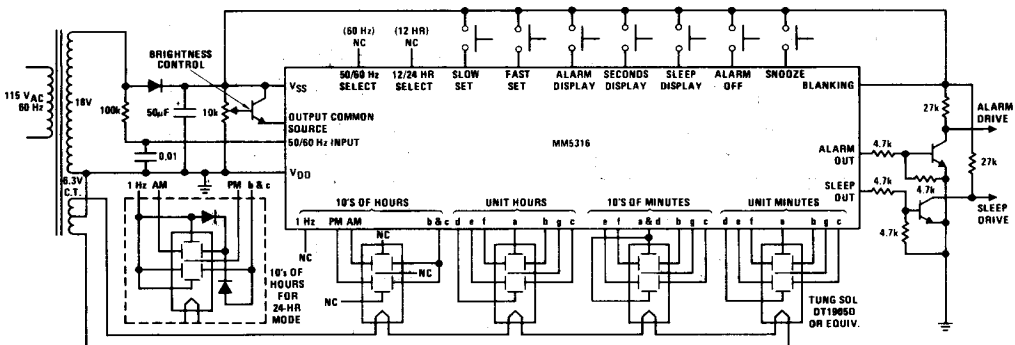 (60 Hz) NC
(12 HR) NC
50/60 Hz SELECT
12/24 HR SELECT
SLOW SET
FAST SET
ALARM DISPLAY
SECONDS DISPLAY
SLEEP DISPLAY
ALARM OFF
SNOOZE
BLANKING
BRIGHTNESS CONTROL
115 VAC 60 Hz
18V
100k
50µF
+
10k
VSS
OUTPUT COMMON SOURCE
50/60 Hz INPUT
0.01
VDD
MM5316
ALARM OUT
SLEEP OUT
27k
ALARM DRIVE
4.7k
27k
4.7k
4.7k
SLEEP DRIVE
4.7k
6.3V C.T.
1 Hz AM
PM b & c
10's OF HOURS FOR 24-HR MODE
10'S OF HOURS
UNIT HOURS
10'S OF MINUTES
UNIT MINUTES
1 Hz PM AM b & c
d e f a b g c
e f a & d b g c
d e f a b g c
NC
NC
NC
NC
TUNG SOL
DT1905D
OR EQUIV.